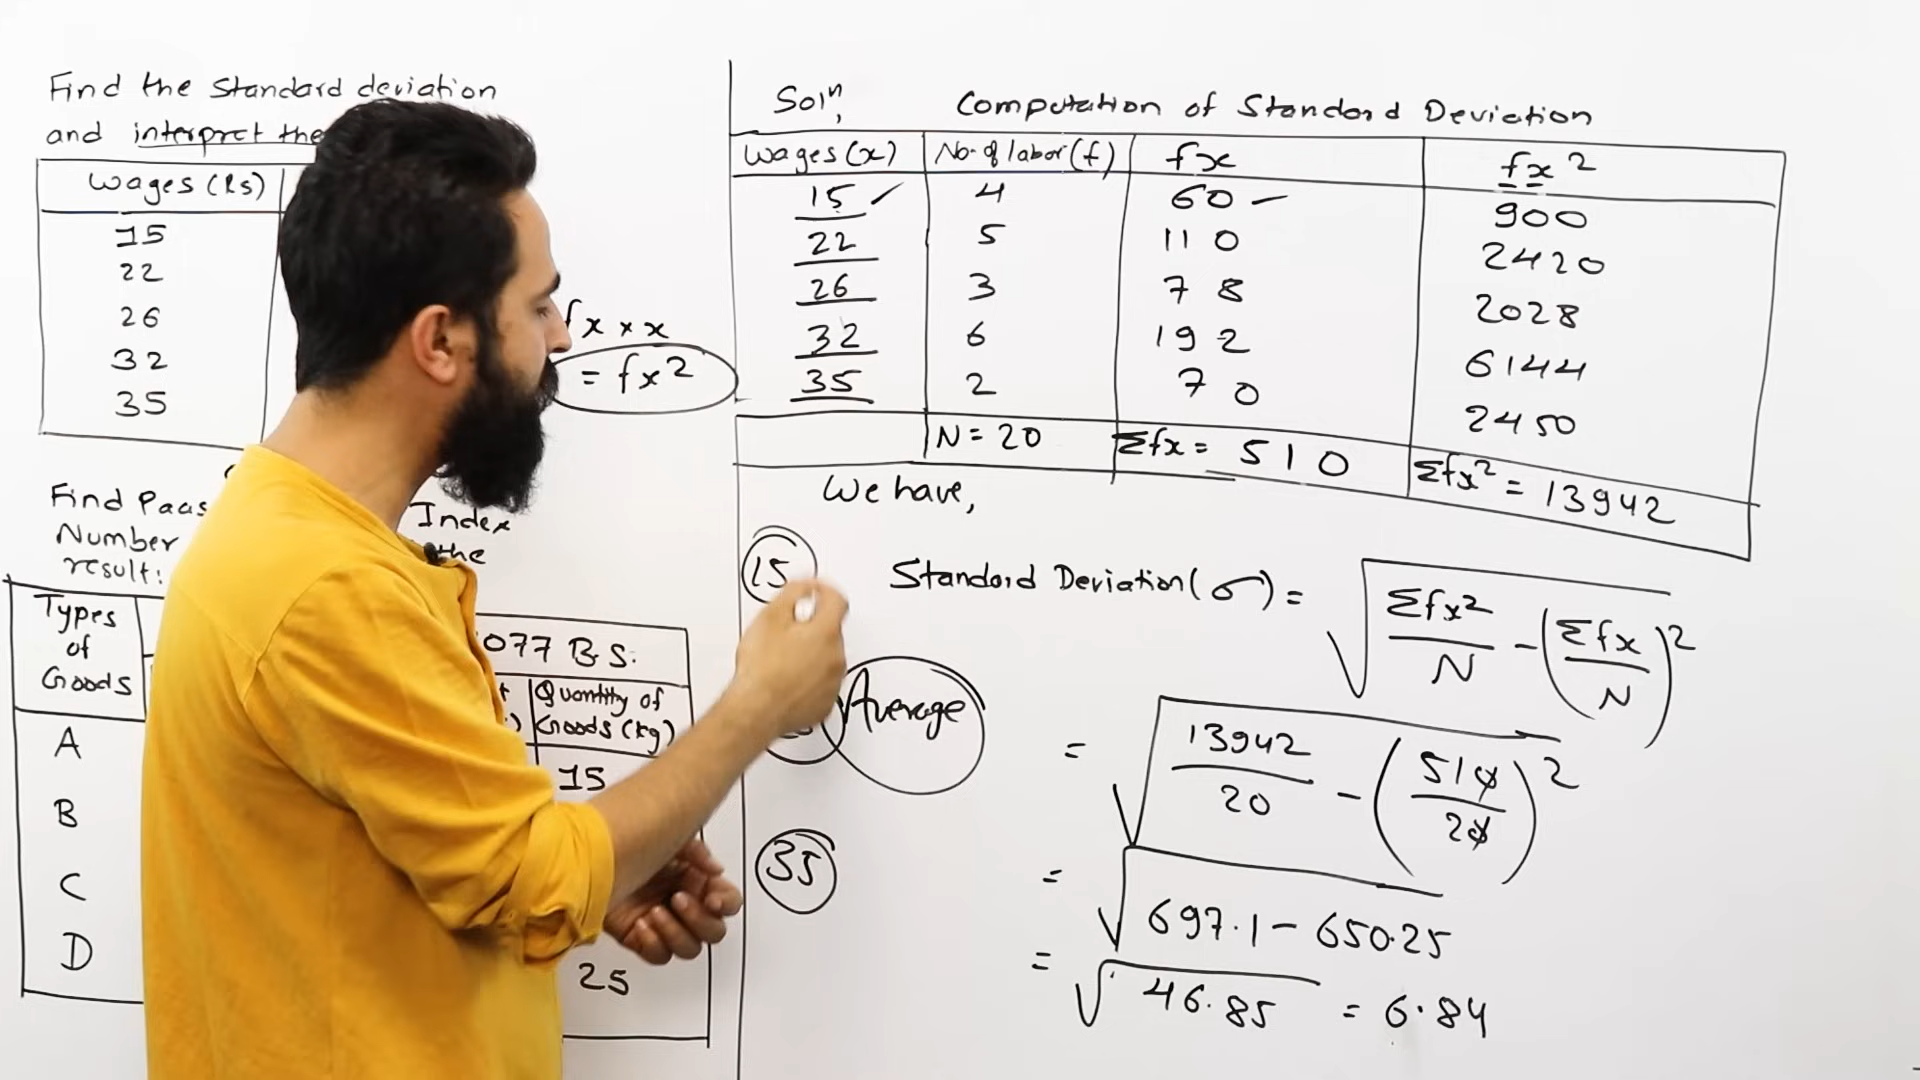 Find the Standard deviation
and interpret the
Wages (Rs)
15
22
26
32
35
fx × x
= fx²
Find Paas
Index
Number
the
result:
Types of Goods
077 B.S.
Quantity of Goods (kg)
A
15
B
C
D
25
Solⁿ,
Computation of Standard Deviation
Wages (x) No. of labor (f) fx fx²
15 4 60 900
22 5 110 2420
26 3 78 2028
32 6 192 6144
35 2 70 2450
N = 20 Σfx = 510 Σfx² = 13942
We have,
15
Standard Deviation (σ) = √ Σfx²/N - (Σfx/N)²
Average
= √ 13942/20 - (510/20)²
35
= √ 697.1 - 650.25
= √ 46.85 = 6.84